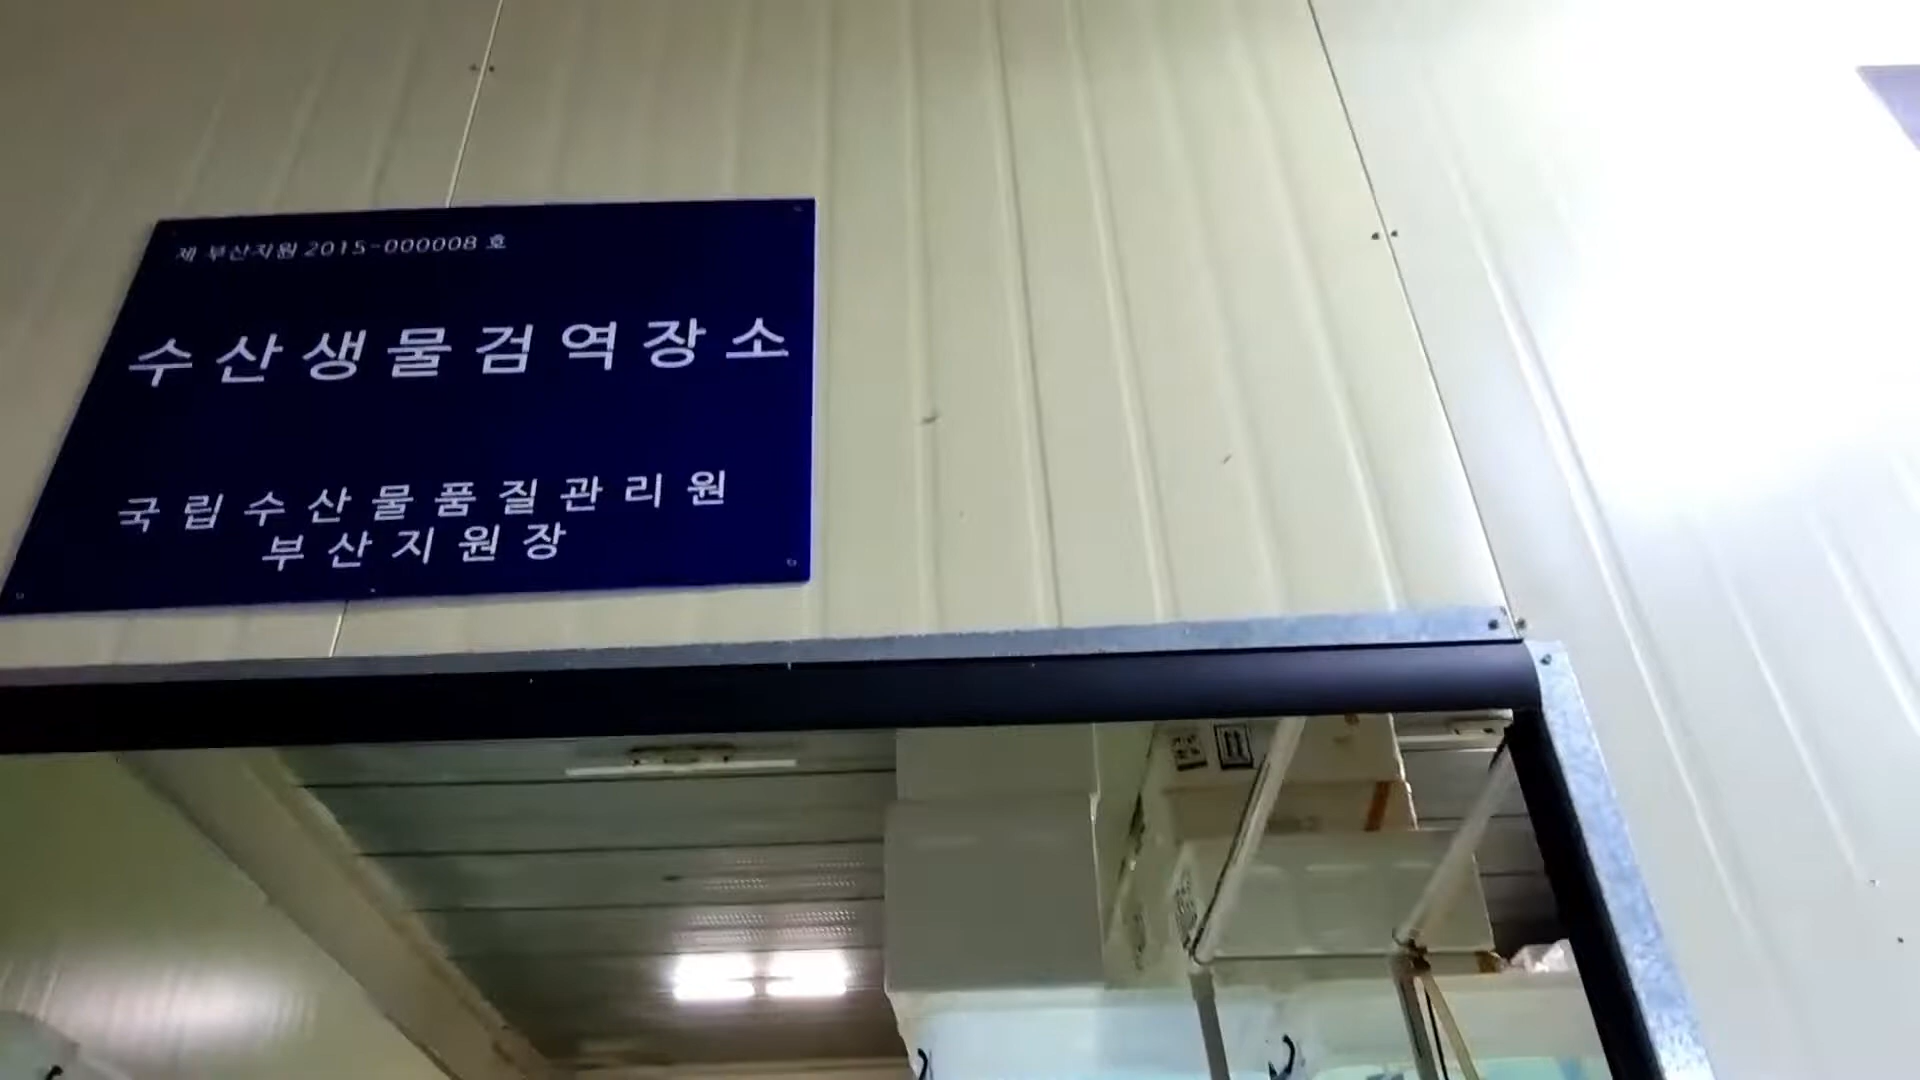 제 부산지원 2015-000008 호
수산생물검역장소
국립수산물품질관리원
부산지원장